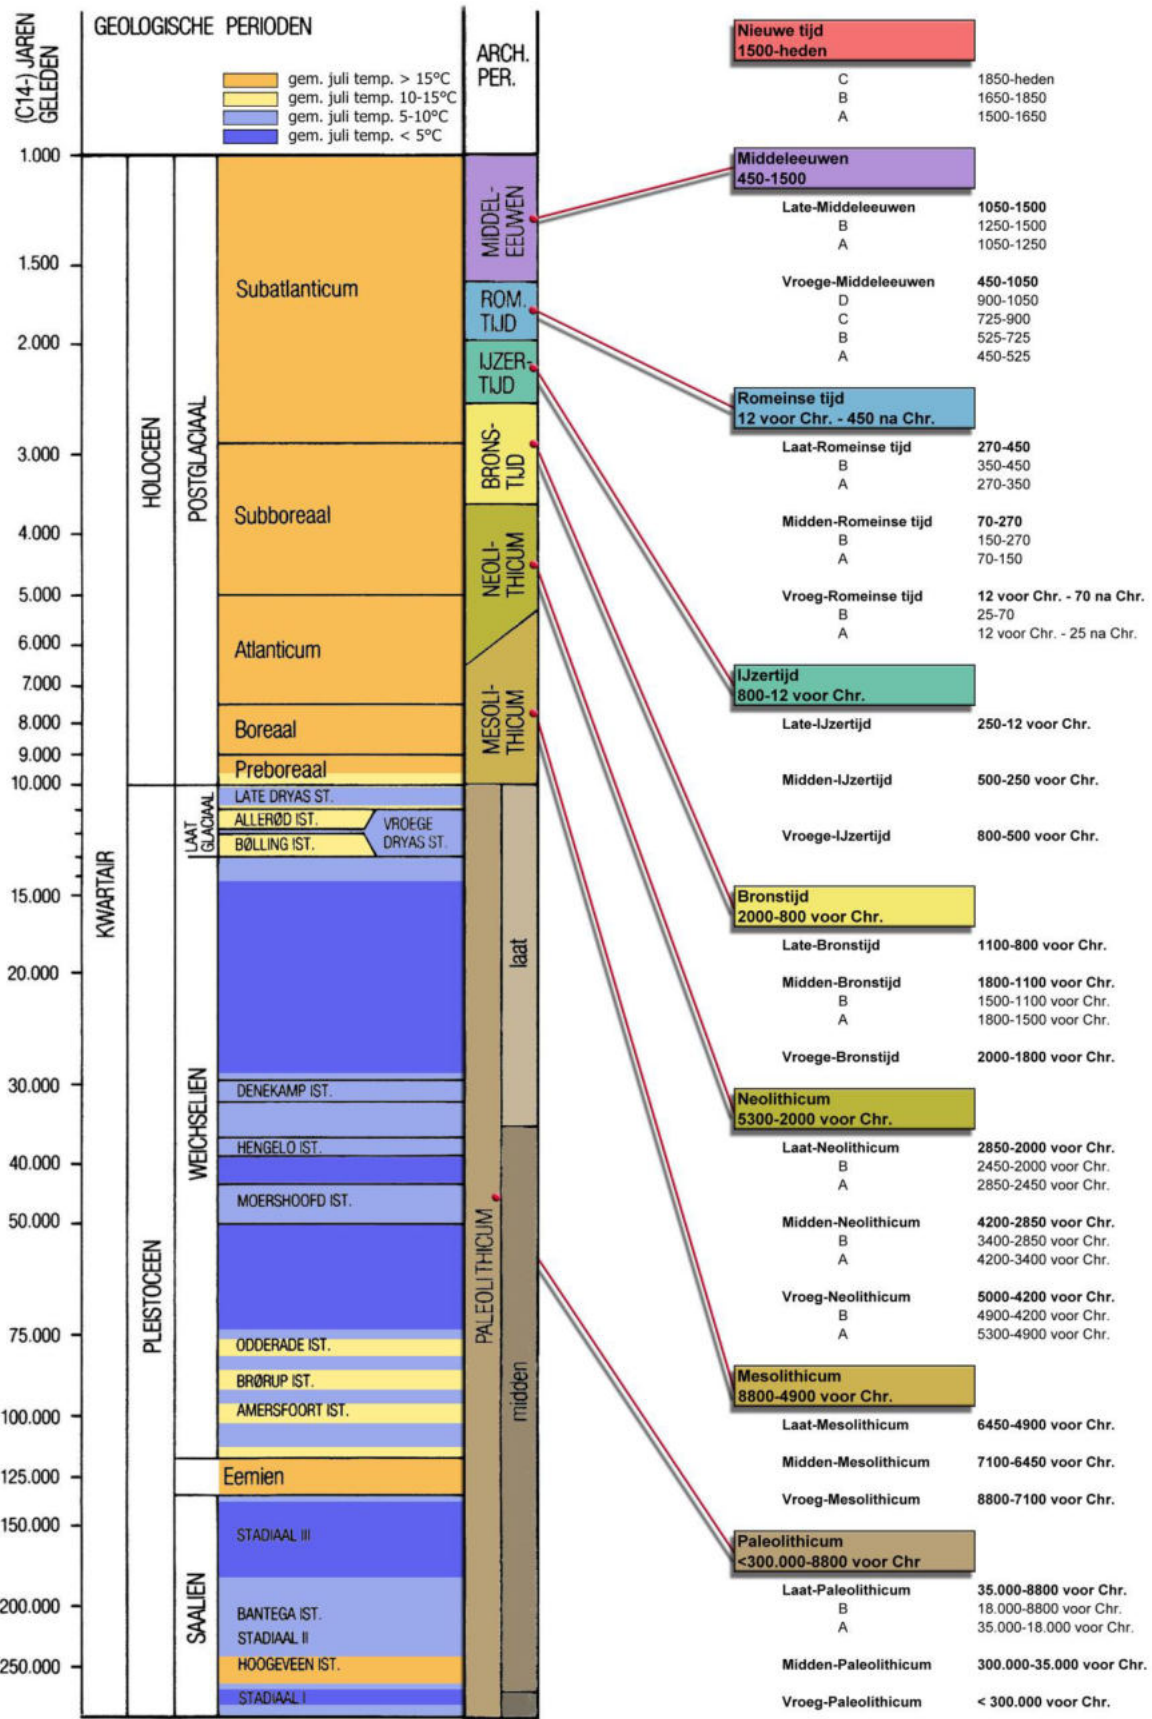 (C14-) JAREN
GELEDEN
GEOLOGISCHE PERIODEN
gem. juli temp. > 15°C
gem. juli temp. 10-15°C
gem. juli temp. 5-10°C
gem. juli temp. < 5°C
ARCH.
PER.
1.000
1.500
2.000
3.000
4.000
5.000
6.000
7.000
8.000
9.000
10.000
15.000
20.000
30.000
40.000
50.000
75.000
100.000
125.000
150.000
200.000
250.000
KWARTAIR
HOLOCEEN
PLEISTOCEEN
POSTGLACIAAL
LAAT
GLACIAAL
WEICHSELIEN
SAALIEN
Subatlanticum
Subboreaal
Atlanticum
Boreaal
Preboreaal
LATE DRYAS ST.
ALLERØD IST.
VROEGE
DRYAS ST.
BØLLING IST.
DENEKAMP IST.
HENGELO IST.
MOERSHOOFD IST.
ODDERADE IST.
BRØRUP IST.
AMERSFOORT IST.
Eemien
STADIAAL III
BANTEGA IST.
STADIAAL II
HOOGEVEEN IST.
STADIAAL I
MIDDEL-
EEUWEN
ROM.
TIJD
IJZER-
TIJD
BRONS-
TIJD
NEOLI-
THICUM
MESOLI-
THICUM
PALEOLITHICUM
laat
midden
Nieuwe tijd
1500-heden
C 1850-heden
B 1650-1850
A 1500-1650
Middeleeuwen
450-1500
Late-Middeleeuwen 1050-1500
B 1250-1500
A 1050-1250
Vroege-Middeleeuwen 450-1050
D 900-1050
C 725-900
B 525-725
A 450-525
Romeinse tijd
12 voor Chr. - 450 na Chr.
Laat-Romeinse tijd 270-450
B 350-450
A 270-350
Midden-Romeinse tijd 70-270
B 150-270
A 70-150
Vroeg-Romeinse tijd 12 voor Chr. - 70 na Chr.
B 25-70
A 12 voor Chr. - 25 na Chr.
IJzertijd
800-12 voor Chr.
Late-IJzertijd 250-12 voor Chr.
Midden-IJzertijd 500-250 voor Chr.
Vroege-IJzertijd 800-500 voor Chr.
Bronstijd
2000-800 voor Chr.
Late-Bronstijd 1100-800 voor Chr.
Midden-Bronstijd 1800-1100 voor Chr.
B 1500-1100 voor Chr.
A 1800-1500 voor Chr.
Vroege-Bronstijd 2000-1800 voor Chr.
Neolithicum
5300-2000 voor Chr.
Laat-Neolithicum 2850-2000 voor Chr.
B 2450-2000 voor Chr.
A 2850-2450 voor Chr.
Midden-Neolithicum 4200-2850 voor Chr.
B 3400-2850 voor Chr.
A 4200-3400 voor Chr.
Vroeg-Neolithicum 5000-4200 voor Chr.
B 4900-4200 voor Chr.
A 5300-4900 voor Chr.
Mesolithicum
8800-4900 voor Chr.
Laat-Mesolithicum 6450-4900 voor Chr.
Midden-Mesolithicum 7100-6450 voor Chr.
Vroeg-Mesolithicum 8800-7100 voor Chr.
Paleolithicum
<300.000-8800 voor Chr
Laat-Paleolithicum 35.000-8800 voor Chr.
B 18.000-8800 voor Chr.
A 35.000-18.000 voor Chr.
Midden-Paleolithicum 300.000-35.000 voor Chr.
Vroeg-Paleolithicum < 300.000 voor Chr.